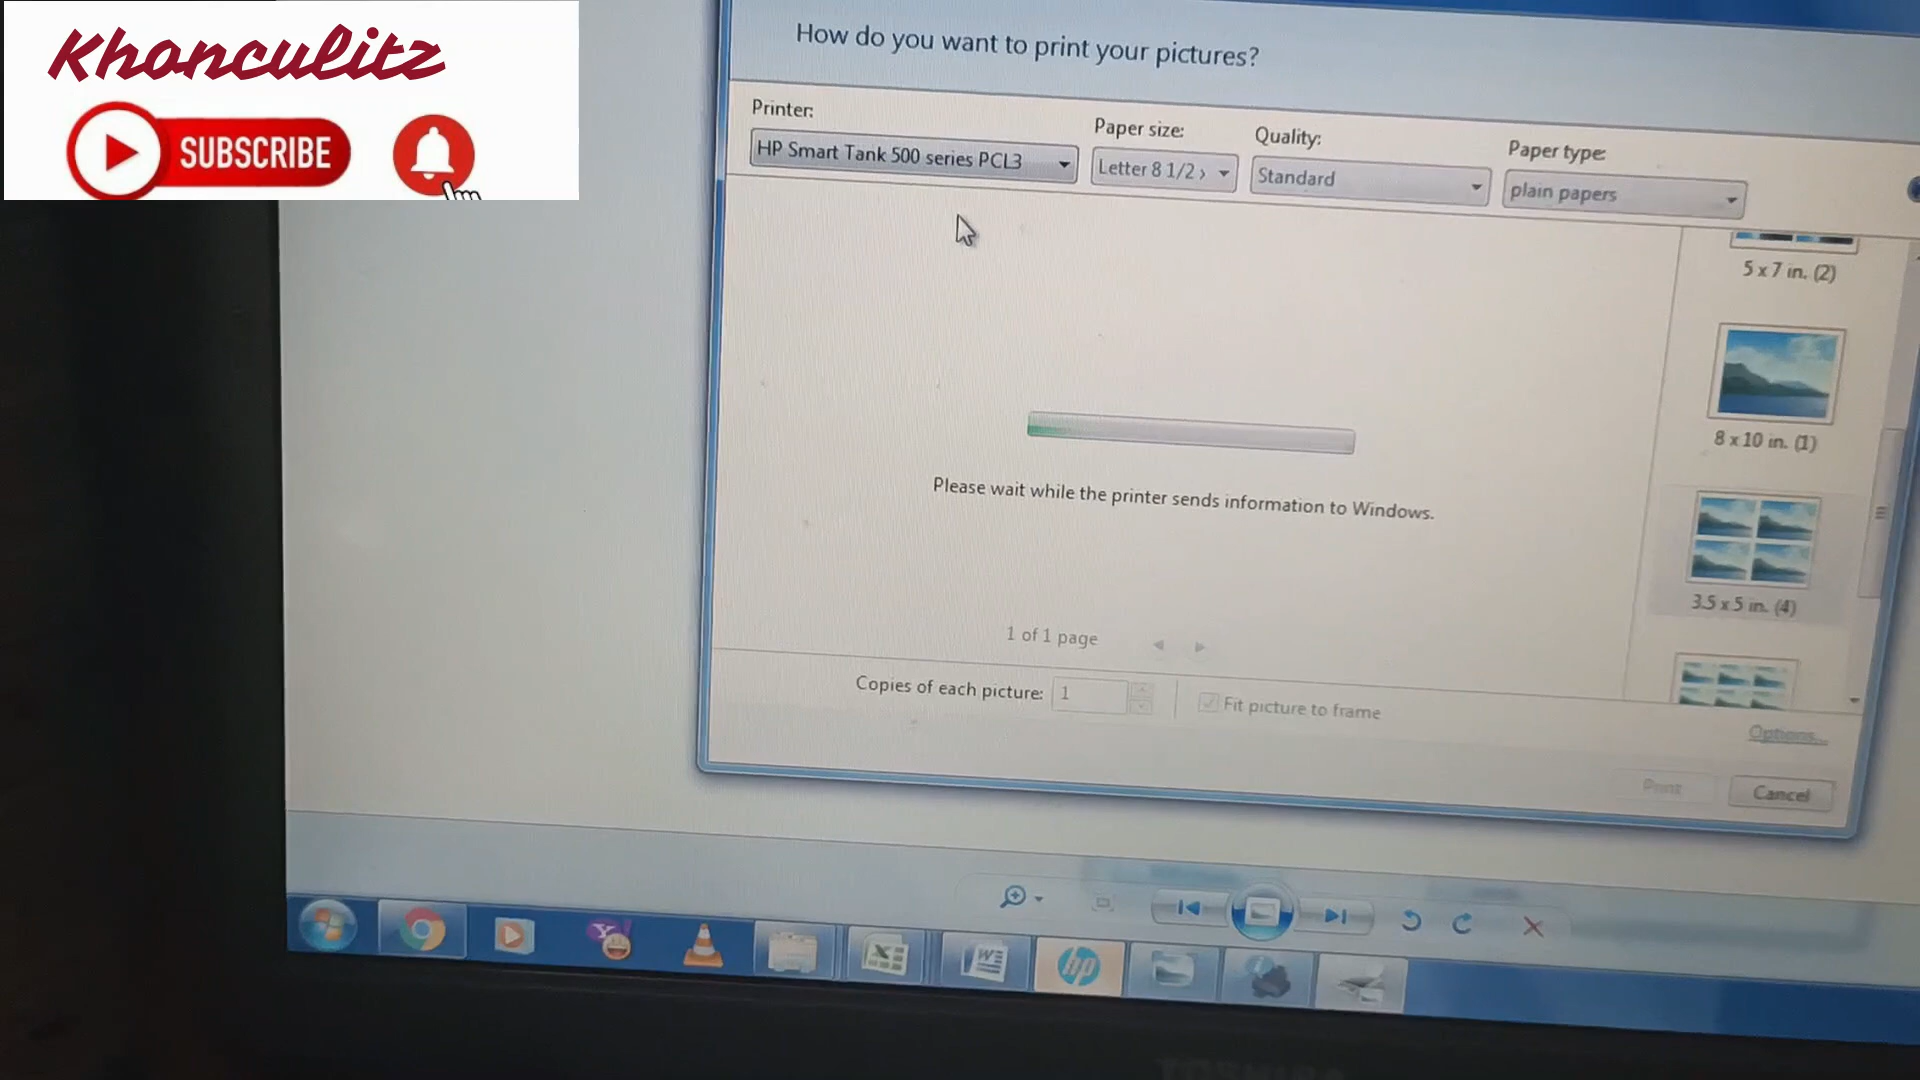 Khanculitz
SUBSCRIBE
How do you want to print your pictures?
Printer:
Paper size:
Quality:
Paper type:
HP Smart Tank 500 series PCL3
Letter 8 1/2 x
Standard
plain papers
5 x 7 in. (2)
8 x 10 in. (1)
Please wait while the printer sends information to Windows.
3.5 x 5 in. (4)
1 of 1 page
Copies of each picture: 1
Fit picture to frame
Options...
Print
Cancel
hp
TOSHIBA